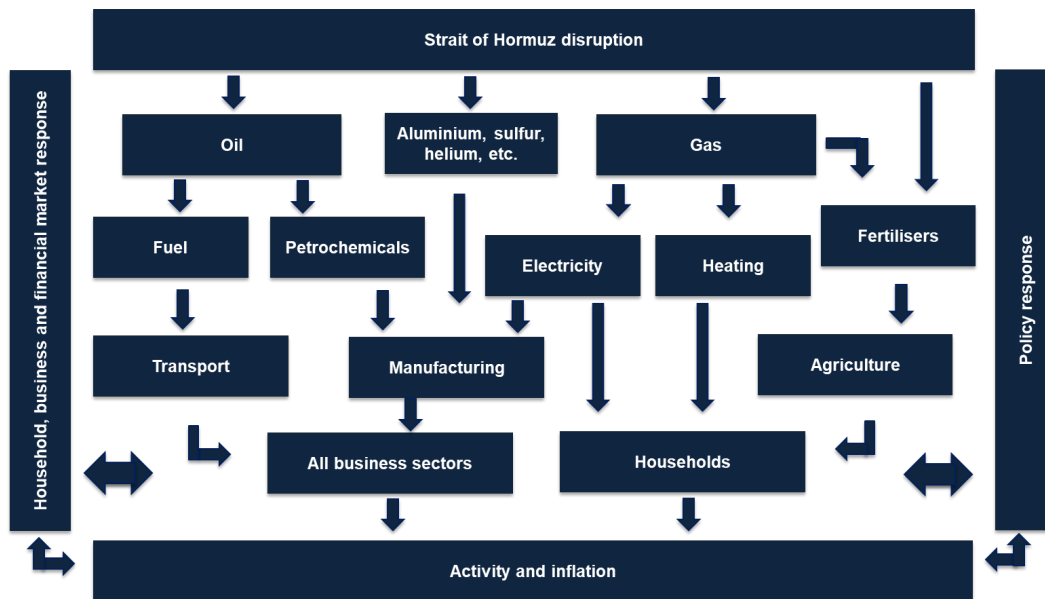 Strait of Hormuz disruption
Household, business and financial market response
Policy response
Oil
Aluminium, sulfur,
helium, etc.
Gas
Fuel
Petrochemicals
Electricity
Heating
Fertilisers
Transport
Manufacturing
Agriculture
All business sectors
Households
Activity and inflation